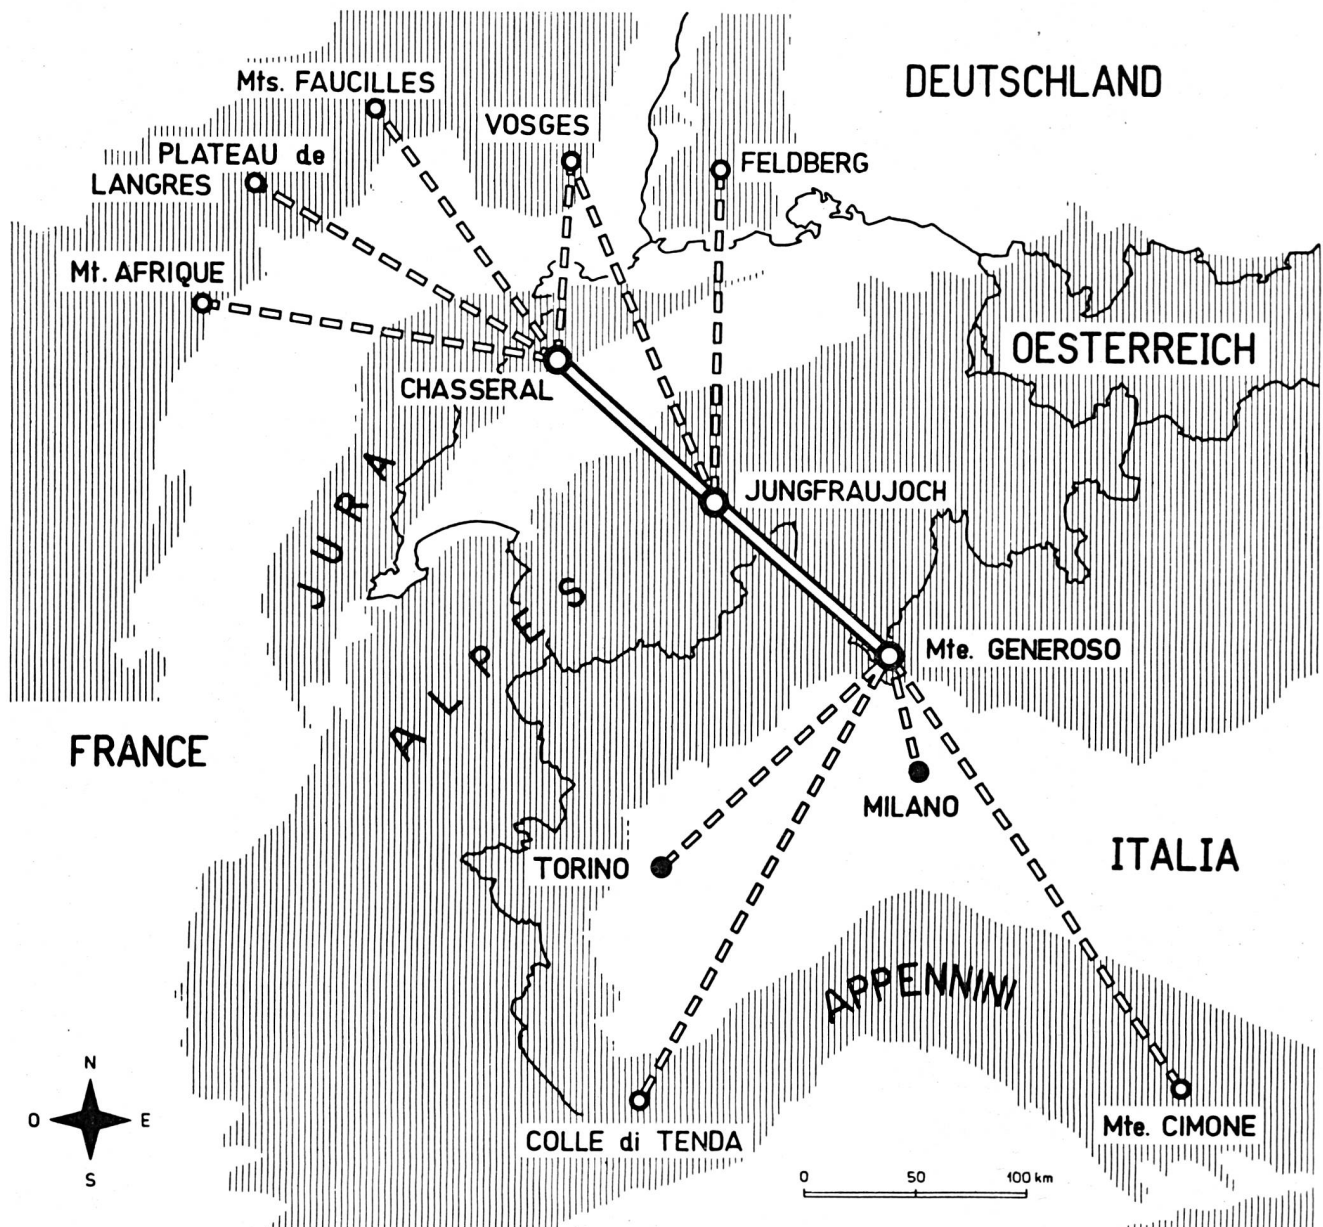 DEUTSCHLAND
Mts. FAUCILLES
VOSGES
PLATEAU de
LANGRES
FELDBERG
Mt. AFRIQUE
OESTERREICH
CHASSERAL
JURA
JUNGFRAUJOCH
ALPES
Mte. GENEROSO
FRANCE
MILANO
TORINO
ITALIA
APPENNINI
N
O E
S
COLLE di TENDA
Mte. CIMONE
0 50 100 km